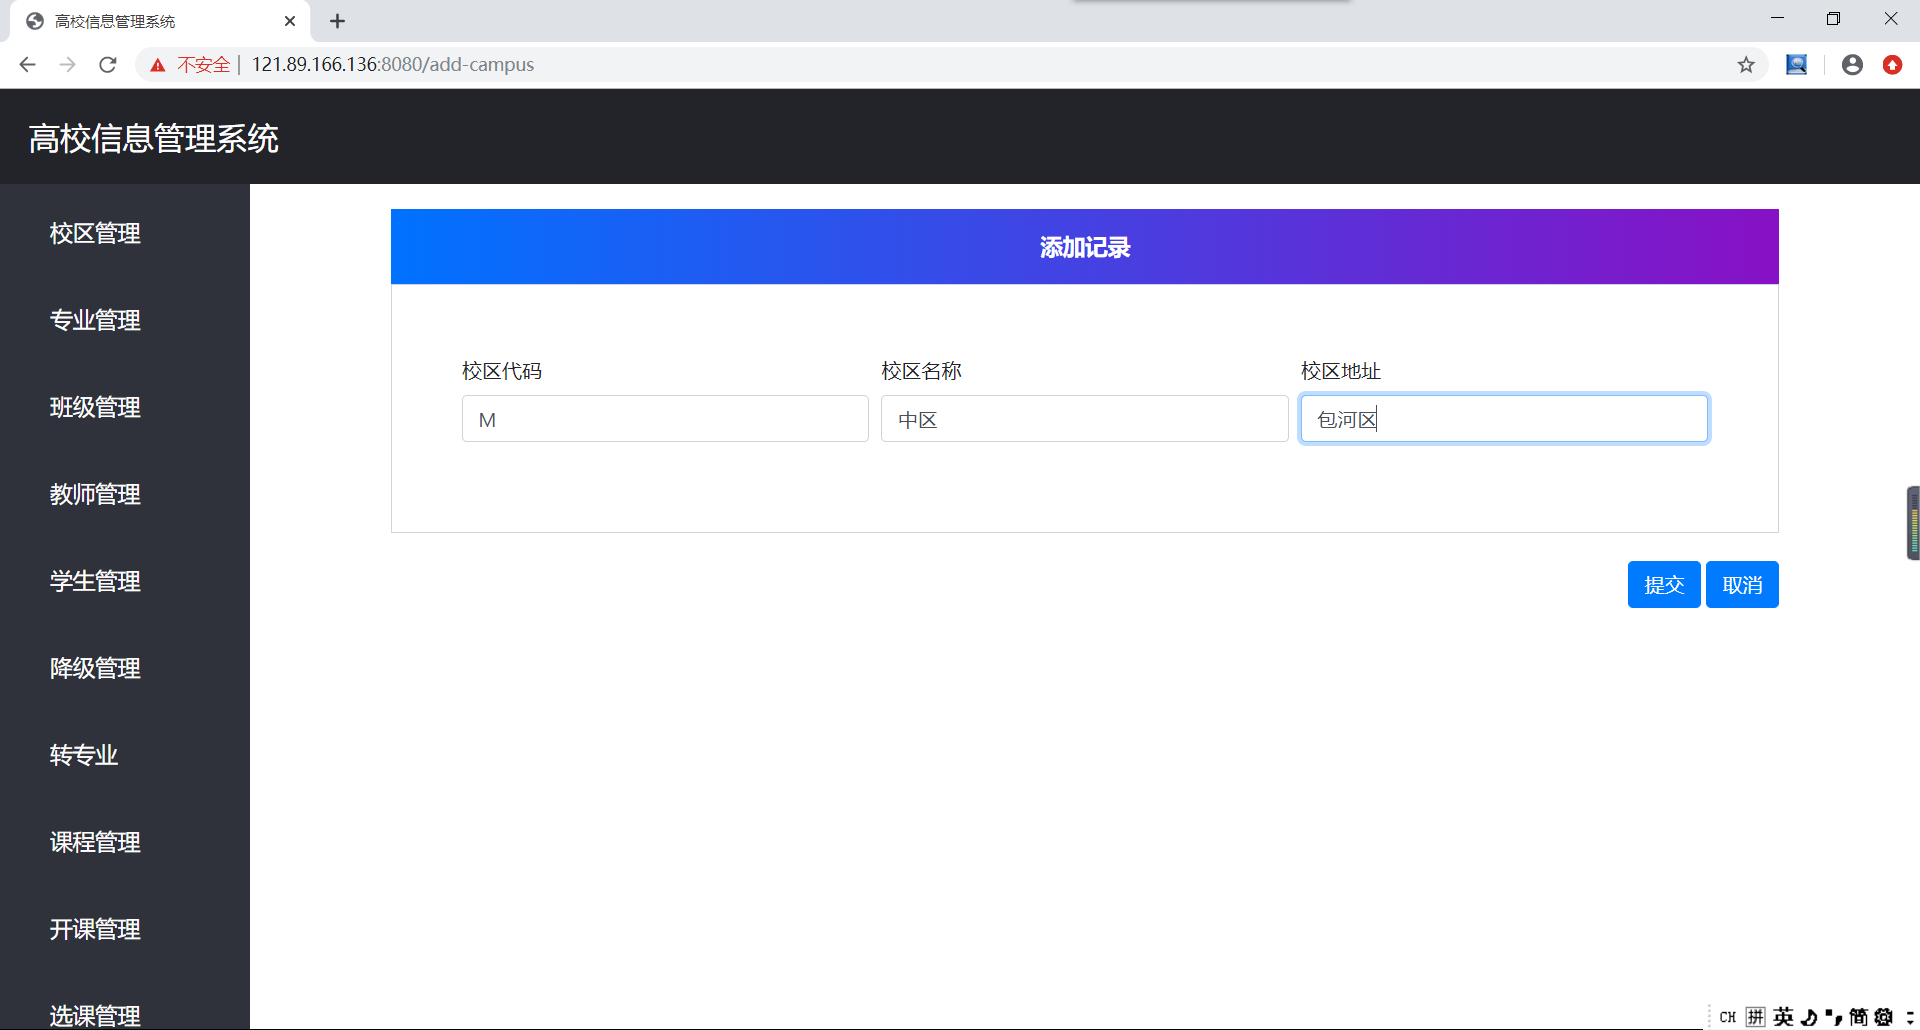 高校信息管理系统
不安全 | 121.89.166.136:8080/add-campus
高校信息管理系统
校区管理
专业管理
班级管理
教师管理
学生管理
降级管理
转专业
课程管理
开课管理
选课管理
添加记录
校区代码 校区名称 校区地址
M 中区 包河区
提交 取消
CH 拼 英 简